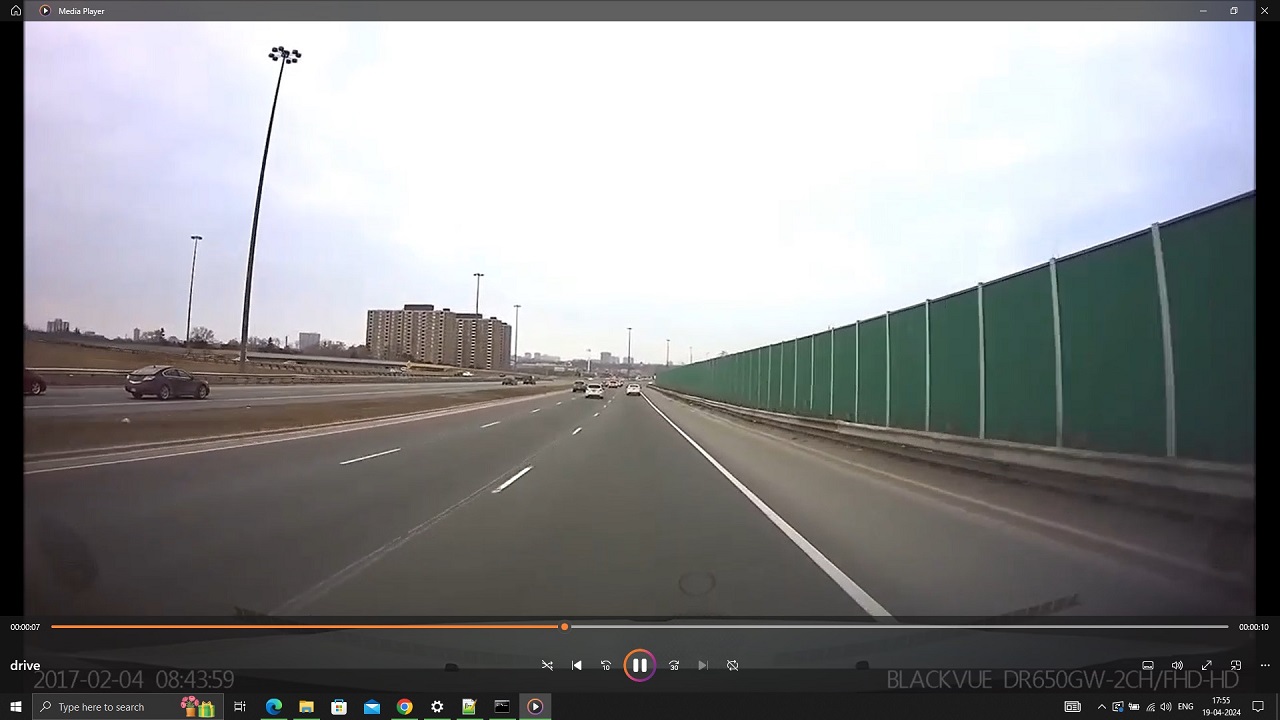 Media Player
00:00:07
00:00:10
drive
2017-02-04 08:43:59
BLACKVUE DR650GW-2CH/FHD-HD
Type here to search
ENG
17:55
19-04-2024